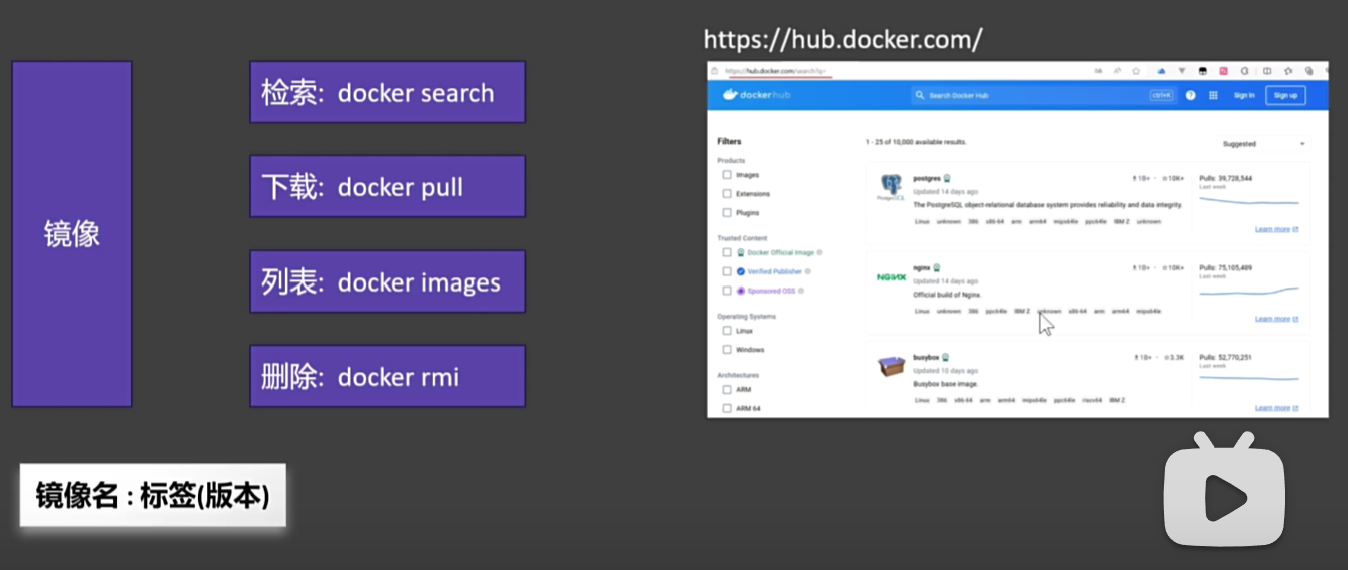 镜像
检索: docker search
下载: docker pull
列表: docker images
删除: docker rmi
镜像名 : 标签(版本)
https://hub.docker.com/
https://hub.docker.com/search?q=
dockerhub
Search Docker Hub
ctrl+K
Sign In
Sign up
Filters
Products
Images
Extensions
Plugins
Trusted Content
Docker Official Image
Verified Publisher
Sponsored OSS
Operating Systems
Linux
Windows
Architectures
ARM
ARM 64
1 - 25 of 10,000 available results.
Suggested
PostgreSQL
postgres
Updated 14 days ago
The PostgreSQL object-relational database system provides reliability and data integrity.
Linux unknown 386 x86-64 arm arm64 mips64le ppc64le IBM Z unknown
1B+ · 10K+
Pulls: 39,728,544
Last week
Learn more
NGINX
nginx
Updated 14 days ago
Official build of Nginx.
Linux unknown 386 ppc64le IBM Z unknown x86-64 arm arm64 mips64le
1B+ · 10K+
Pulls: 75,105,489
Last week
Learn more
busybox
Updated 10 days ago
Busybox base image.
Linux 386 x86-64 arm arm64 mips64le ppc64le riscv64 IBM Z
1B+ · 3.3K
Pulls: 52,770,251
Last week
Learn more